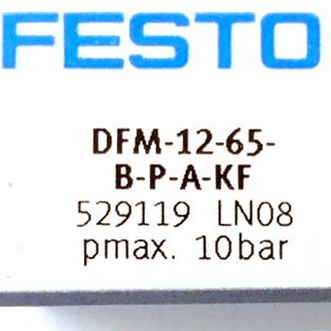 FESTO
DFM-12-65-
B-P-A-KF
529119 LN08
pmax. 10bar